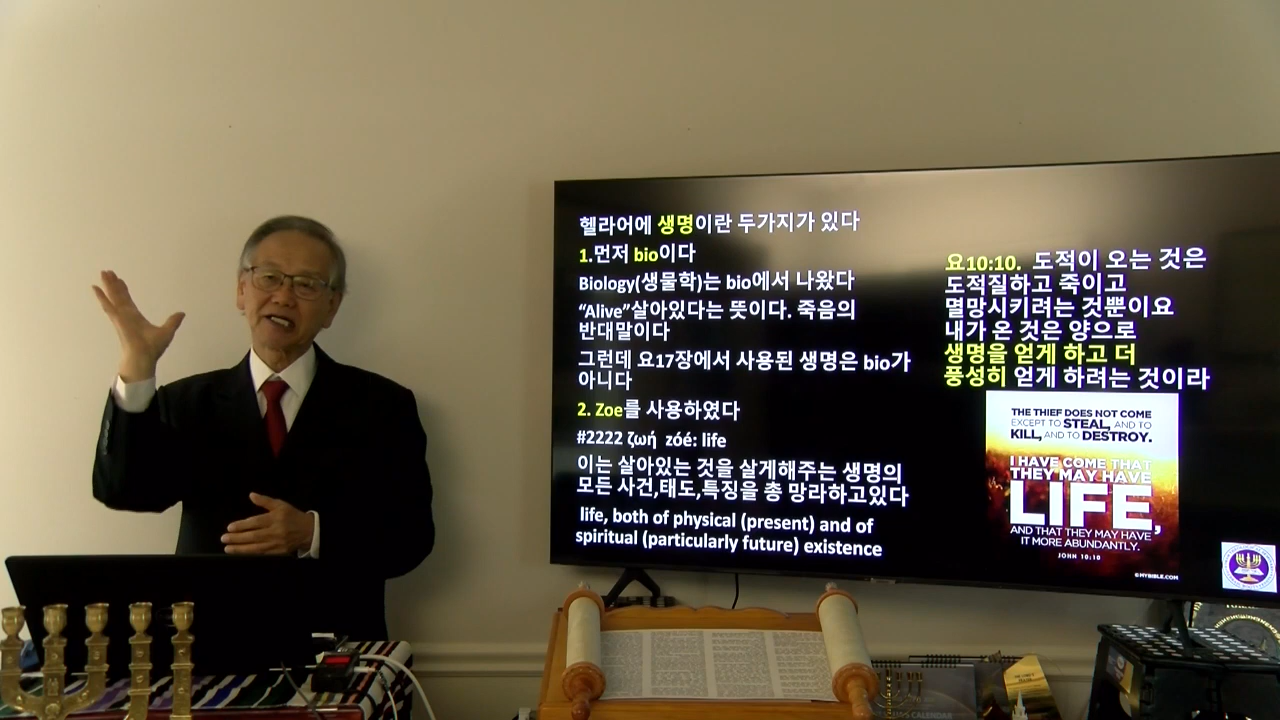 헬라어에 생명이란 두가지가 있다
1.먼저 bio이다
Biology(생물학)는 bio에서 나왔다
“Alive”살아있다는 뜻이다. 죽음의
반대말이다
그런데 요17장에서 사용된 생명은 bio가
아니다
2. Zoe를 사용하였다
#2222 ζωή zóé: life
이는 살아있는 것을 살게해주는 생명의
모든 사건,태도,특징을 총 망라하고있다
life, both of physical (present) and of
spiritual (particularly future) existence
요10:10. 도적이 오는 것은
도적질하고 죽이고
멸망시키려는 것뿐이요
내가 온 것은 양으로
생명을 얻게 하고 더
풍성히 얻게 하려는 것이라
THE THIEF DOES NOT COME
EXCEPT TO STEAL, AND TO
KILL, AND TO DESTROY.
I HAVE COME THAT
THEY MAY HAVE
LIFE,
AND THAT THEY MAY HAVE
IT MORE ABUNDANTLY.
JOHN 10:10
©MYBIBLE.COM
CALENDAR